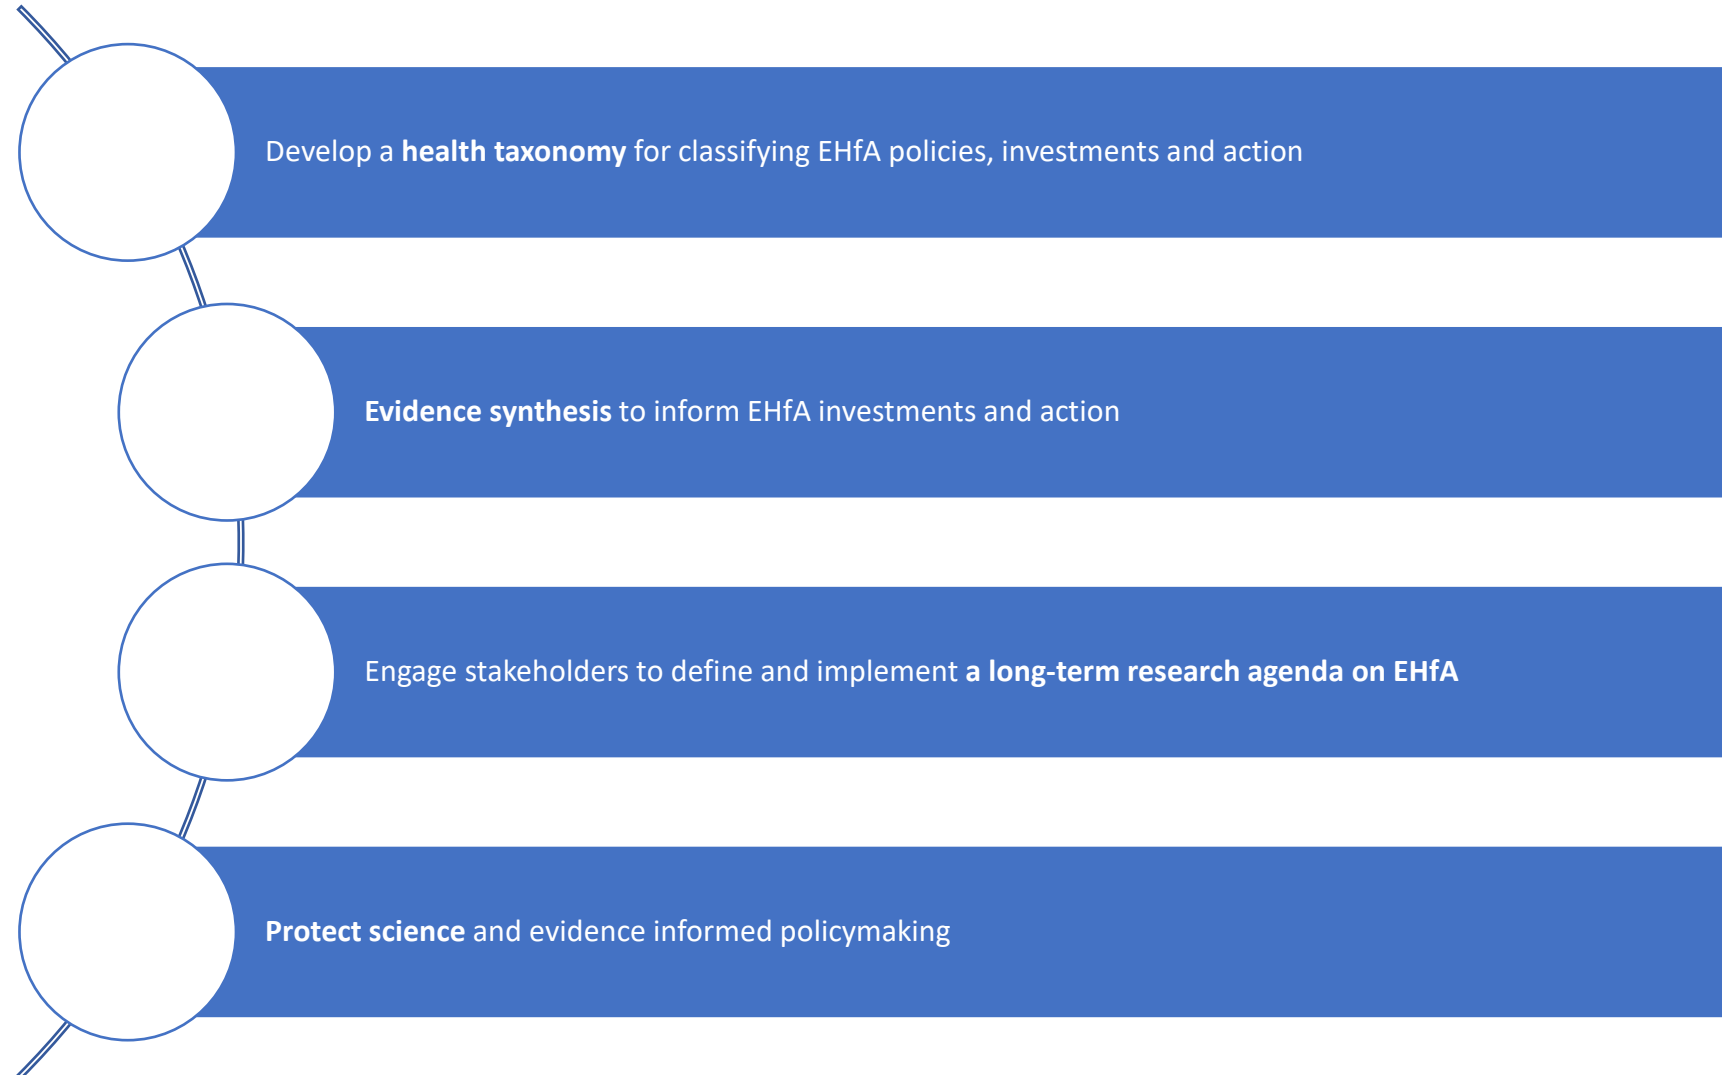 Develop a health taxonomy for classifying EHfA policies, investments and action
Evidence synthesis to inform EHfA investments and action
Engage stakeholders to define and implement a long-term research agenda on EHfA
Protect science and evidence informed policymaking